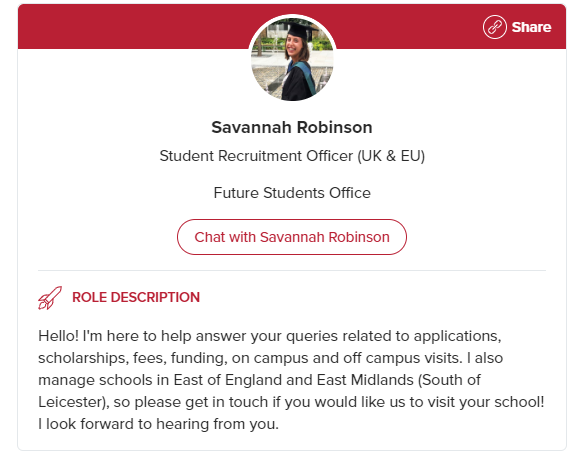 Share
Savannah Robinson
Student Recruitment Officer (UK & EU)
Future Students Office
Chat with Savannah Robinson
ROLE DESCRIPTION
Hello! I'm here to help answer your queries related to applications,
scholarships, fees, funding, on campus and off campus visits. I also
manage schools in East of England and East Midlands (South of
Leicester), so please get in touch if you would like us to visit your school!
I look forward to hearing from you.